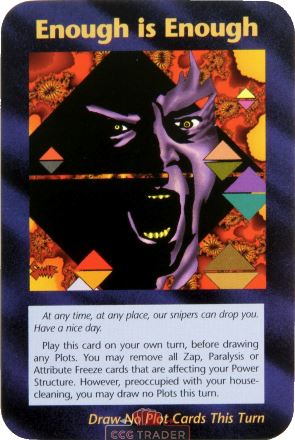 Enough is Enough
At any time, at any place, our snipers can drop you.
Have a nice day.
Play this card on your own turn, before drawing
any Plots. You may remove all Zap, Paralysis or
Attribute Freeze cards that are affecting your Power
Structure. However, preoccupied with your house-
cleaning, you may draw no Plots this turn.
Draw No Plot Cards This Turn
CCG TRADER